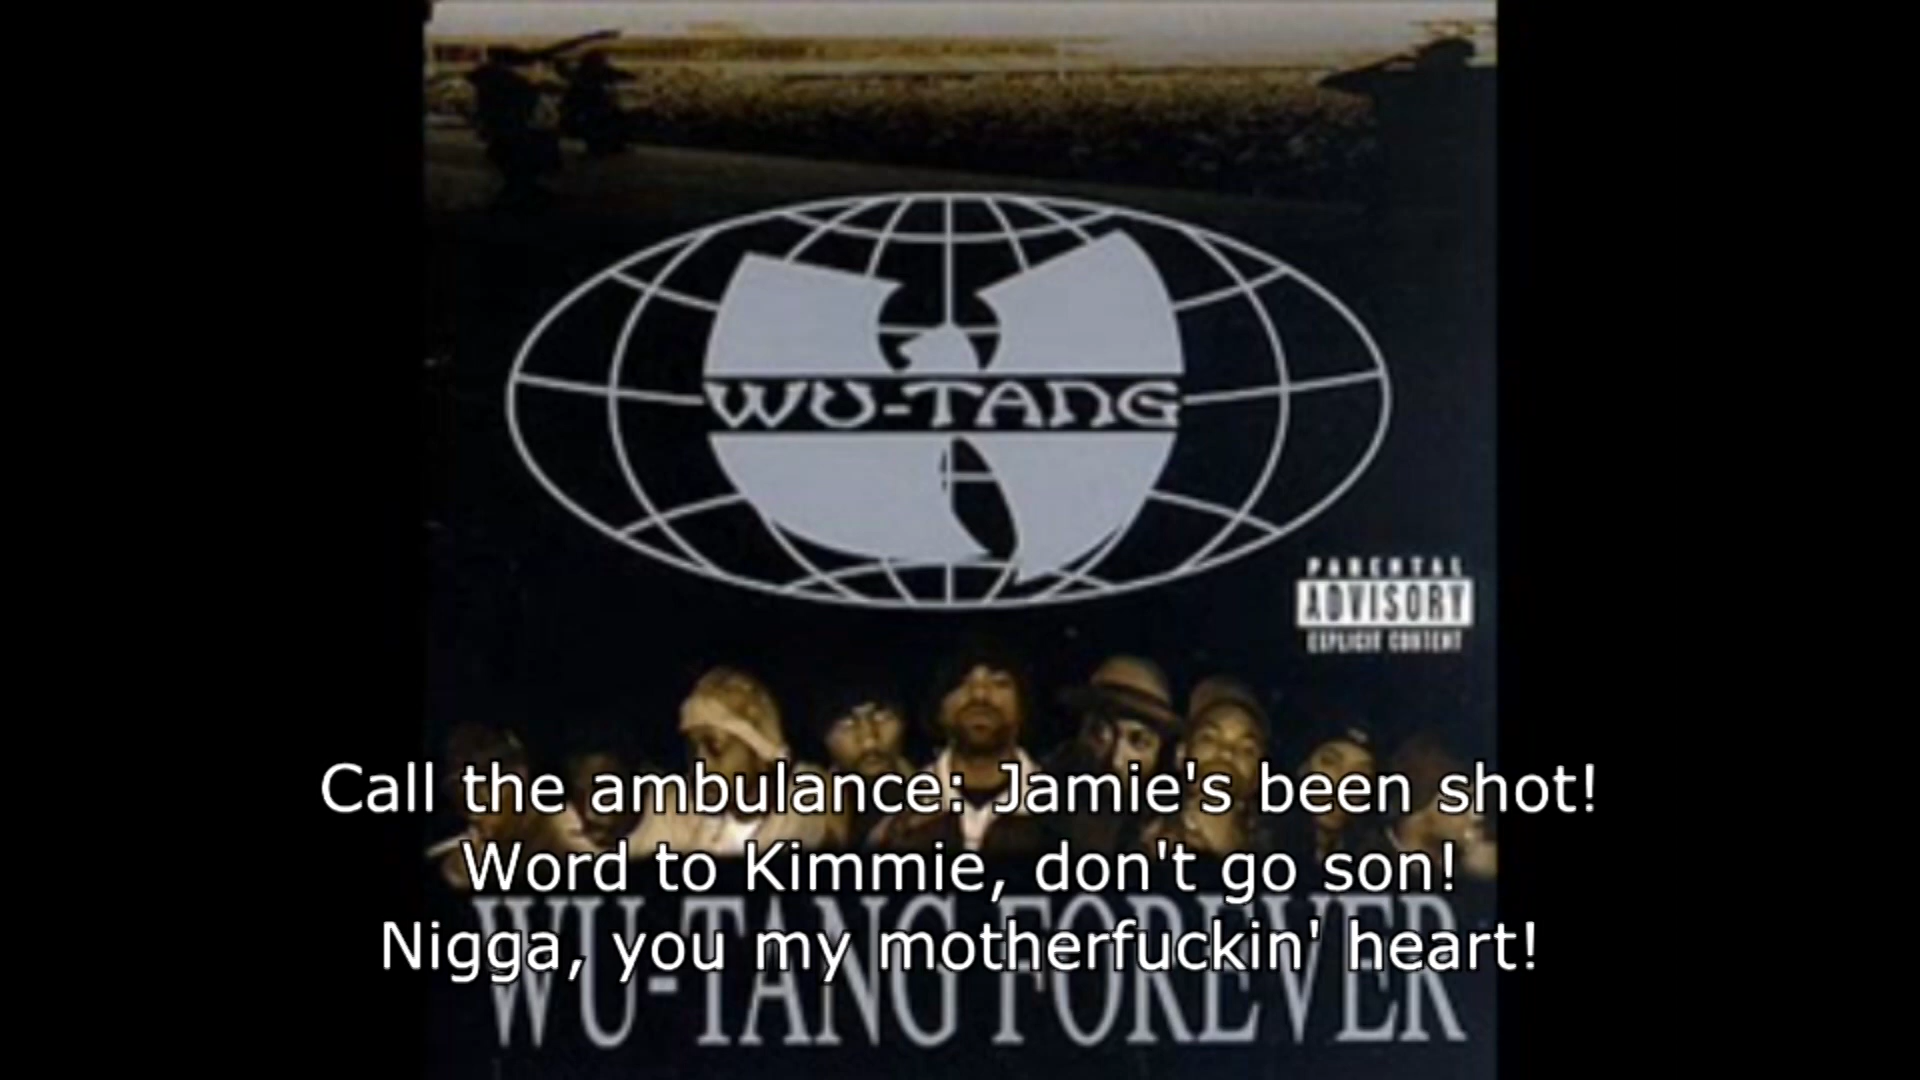 WU-TANG
PARENTAL
ADVISORY
EXPLICIT CONTENT
Call the ambulance: Jamie's been shot!
Word to Kimmie, don't go son!
Nigga, you my motherfuckin' heart!
WU-TANG FOREVER